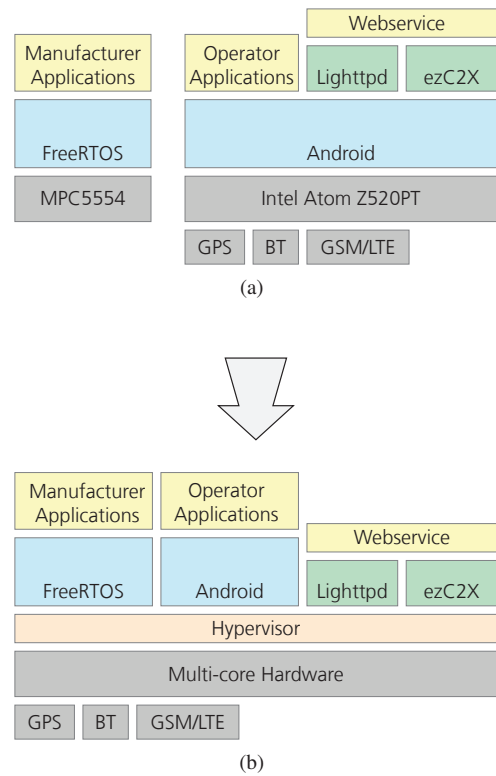 Webservice
Manufacturer
Applications
Operator
Applications
Lighttpd
ezC2X
FreeRTOS
Android
MPC5554
Intel Atom Z520PT
GPS
BT
GSM/LTE
(a)
Manufacturer
Applications
Operator
Applications
Webservice
FreeRTOS
Android
Lighttpd
ezC2X
Hypervisor
Multi-core Hardware
GPS
BT
GSM/LTE
(b)